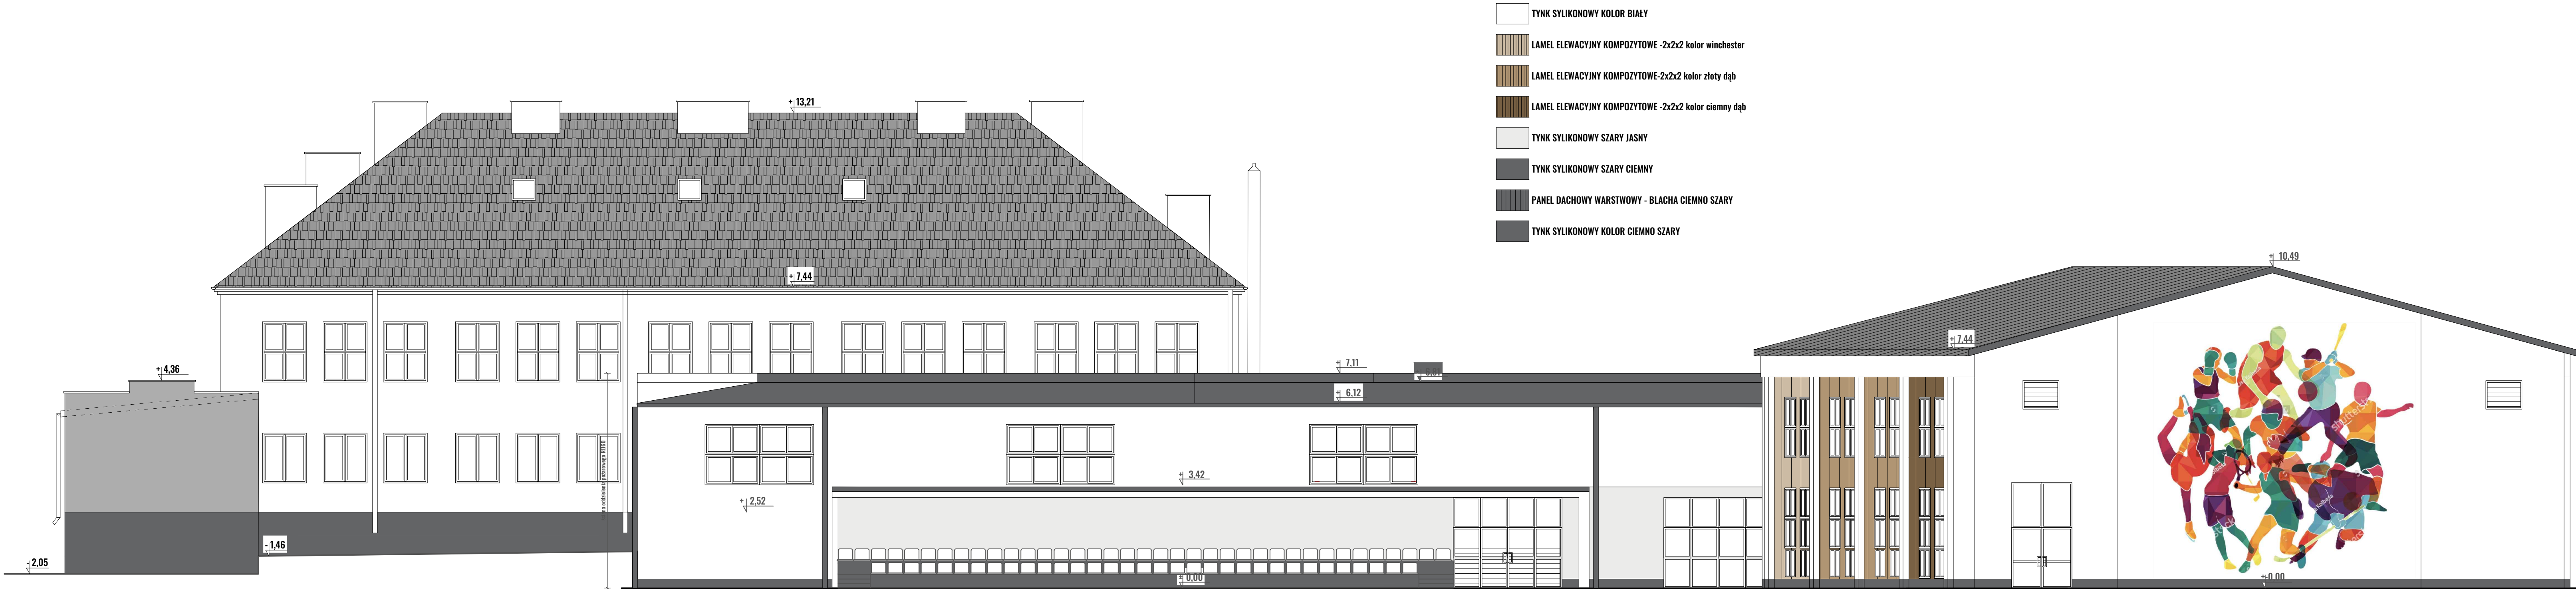 TYNK SYLIKONOWY KOLOR BIAŁY
LAMEL ELEWACYJNY KOMPOZYTOWE -2x2x2 kolor winchester
LAMEL ELEWACYJNY KOMPOZYTOWE-2x2x2 kolor złoty dąb
LAMEL ELEWACYJNY KOMPOZYTOWE -2x2x2 kolor ciemny dąb
TYNK SYLIKONOWY SZARY JASNY
TYNK SYLIKONOWY SZARY CIEMNY
PANEL DACHOWY WARSTWOWY - BLACHA CIEMNO SZARY
TYNK SYLIKONOWY KOLOR CIEMNO SZARY
+ 13,21
+ 10,49
+ 7,44
+ 7,44
+ 7,11
+ 4,36
+ 6,12
+ 3,42
+ 2,52
- 1,46
- 2,05
± 0,00
± 0,00